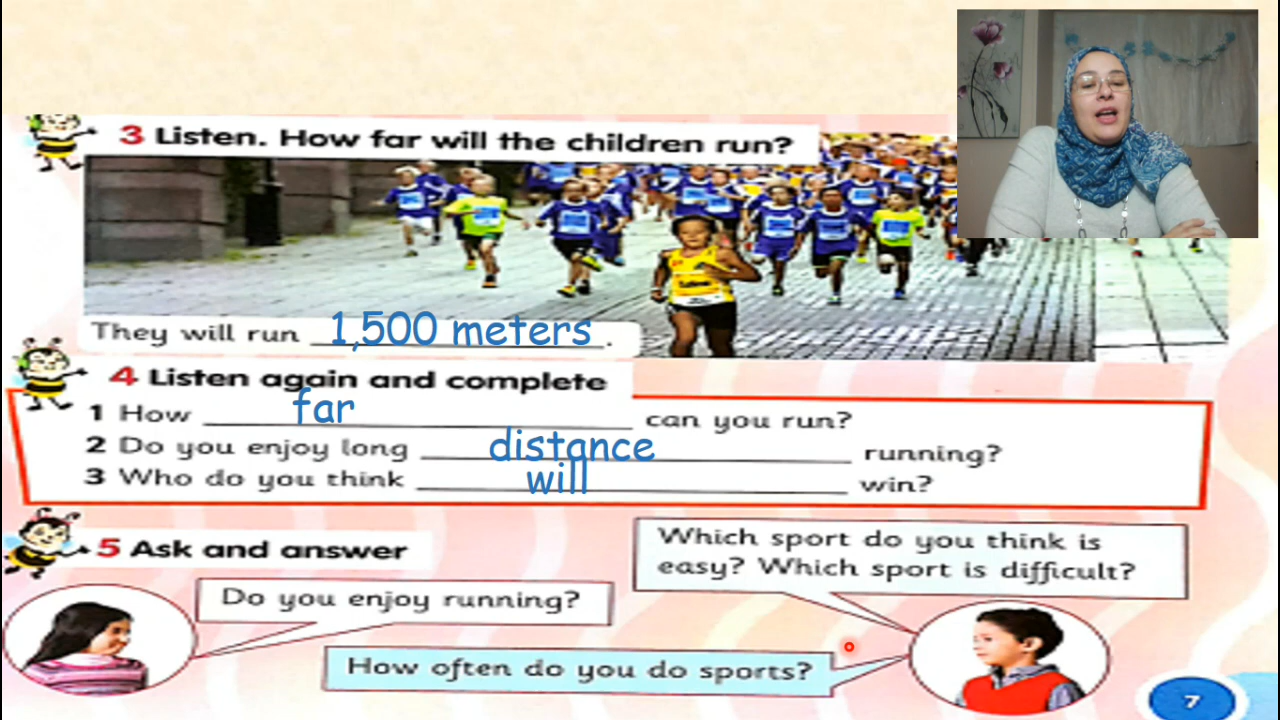 3 Listen. How far will the children run?
They will run 1,500 meters.
4 Listen again and complete
1 How far can you run?
2 Do you enjoy long distance running?
3 Who do you think will win?
5 Ask and answer
Which sport do you think is
easy? Which sport is difficult?
Do you enjoy running?
How often do you do sports?
7